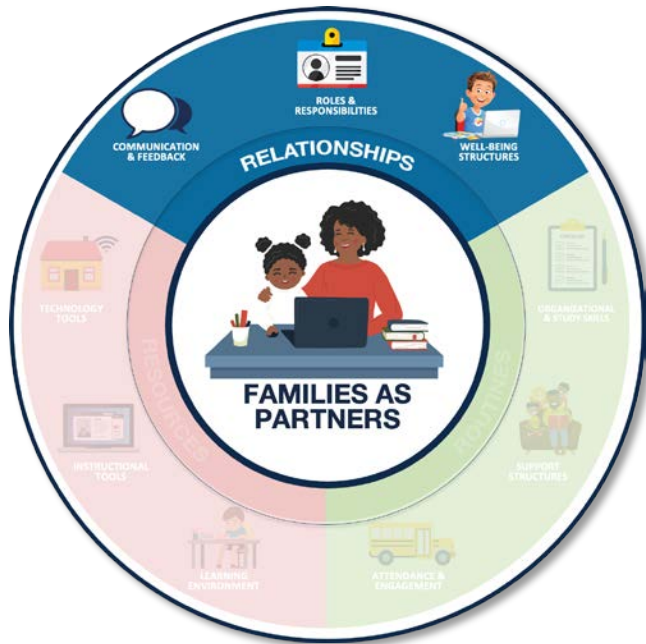 ROLES &
RESPONSIBILITIES
COMMUNICATION
& FEEDBACK
WELL-BEING
STRUCTURES
RELATIONSHIPS
TECHNOLOGY
TOOLS
ORGANIZATIONAL
& STUDY SKILLS
FAMILIES AS
PARTNERS
RESOURCES
ROUTINES
INSTRUCTIONAL
TOOLS
SUPPORT
STRUCTURES
LEARNING
ENVIRONMENT
ATTENDANCE &
ENGAGEMENT